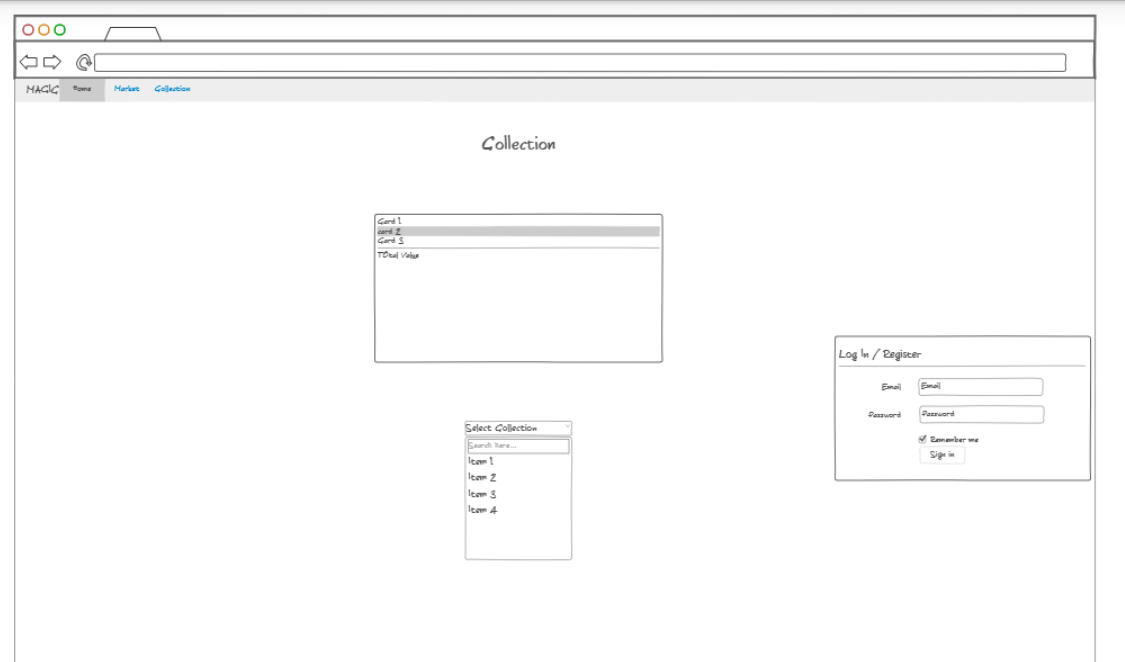 MAGIC Home Market Collection
Collection
Card 1
card 2
Card 3
TOtal Value
Log In / Register
Email Email
Password Password
Remember me
Sign in
Select Collection
Search here...
Item 1
Item 2
Item 3
Item 4